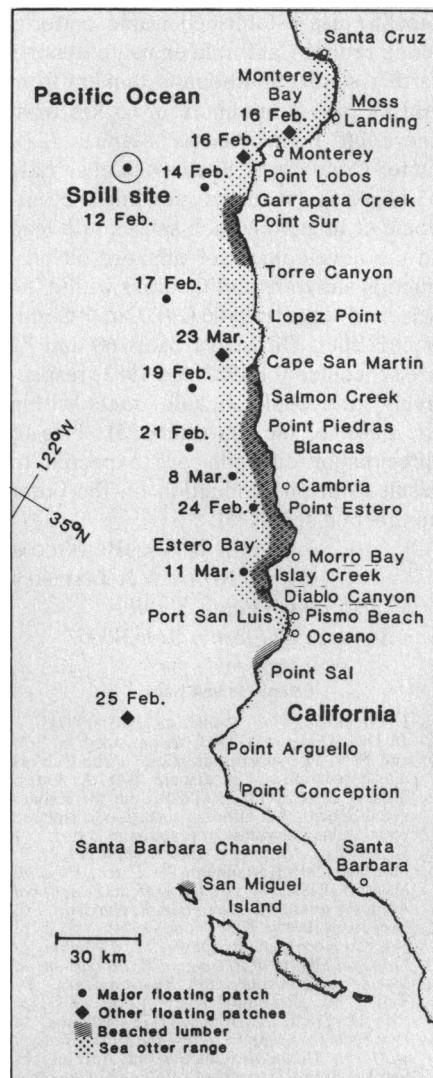 Santa Cruz
Monterey
Bay
Pacific Ocean
Moss
Landing
16 Feb.
16 Feb.
Monterey
14 Feb.
Point Lobos
Spill site
12 Feb.
Garrapata Creek
Point Sur
Torre Canyon
17 Feb.
Lopez Point
23 Mar.
Cape San Martin
19 Feb.
Salmon Creek
Point Piedras
Blancas
21 Feb.
122°W
35°N
8 Mar.
Cambria
24 Feb.
Point Estero
Estero Bay
Morro Bay
11 Mar.
Islay Creek
Diablo Canyon
Port San Luis
Pismo Beach
Oceano
Point Sal
25 Feb.
California
Point Arguello
Point Conception
Santa Barbara Channel
Santa
Barbara
San Miguel
Island
30 km
Major floating patch
Other floating patches
Beached lumber
Sea otter range